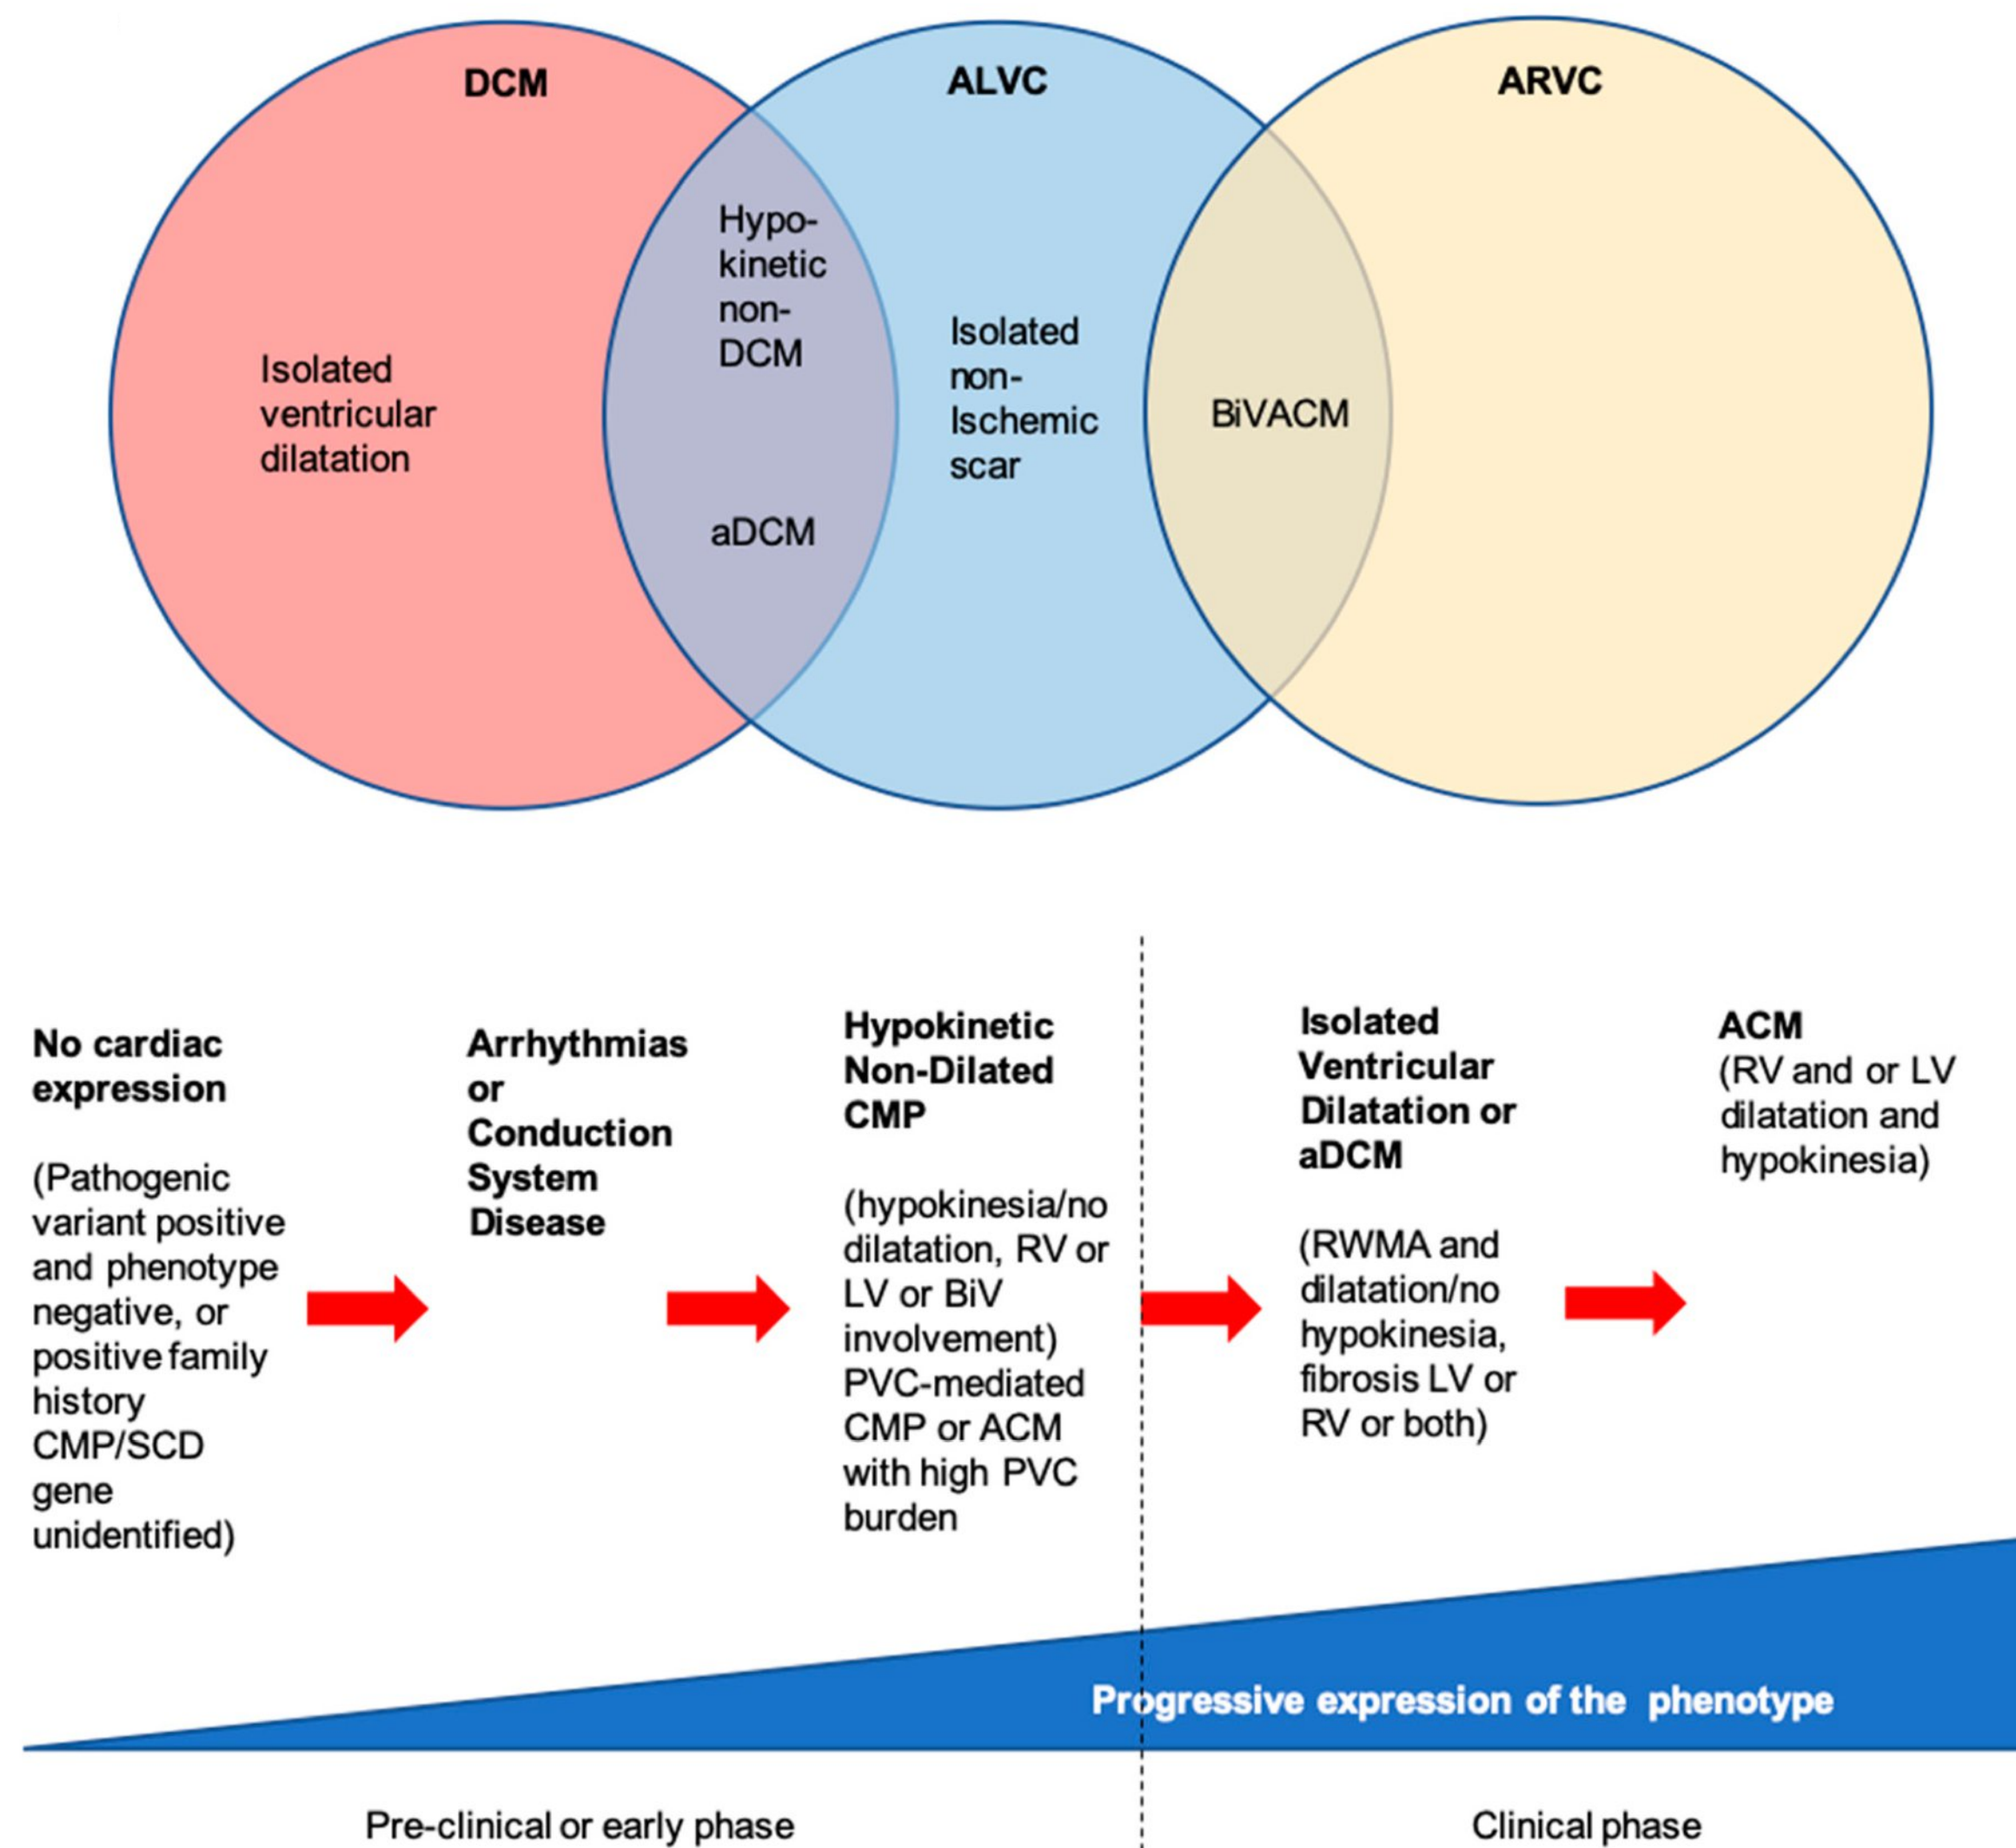 DCM
ALVC
ARVC
Hypo-
kinetic
non-
DCM
aDCM
Isolated
ventricular
dilatation
Isolated
non-
Ischemic
scar
BiVACM
No cardiac
expression
(Pathogenic
variant positive
and phenotype
negative, or
positive family
history
CMP/SCD
gene
unidentified)
Arrhythmias
or
Conduction
System
Disease
Hypokinetic
Non-Dilated
CMP
(hypokinesia/no
dilatation, RV or
LV or BiV
involvement)
PVC-mediated
CMP or ACM
with high PVC
burden
Isolated
Ventricular
Dilatation or
aDCM
(RWMA and
dilatation/no
hypokinesia,
fibrosis LV or
RV or both)
ACM
(RV and or LV
dilatation and
hypokinesia)
Progressive expression of the phenotype
Pre-clinical or early phase
Clinical phase